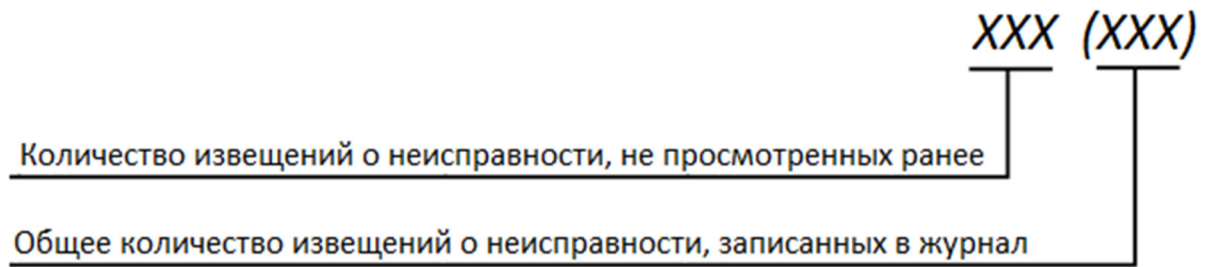 XXX (XXX)
Количество извещений о неисправности, не просмотренных ранее
Общее количество извещений о неисправности, записанных в журнал